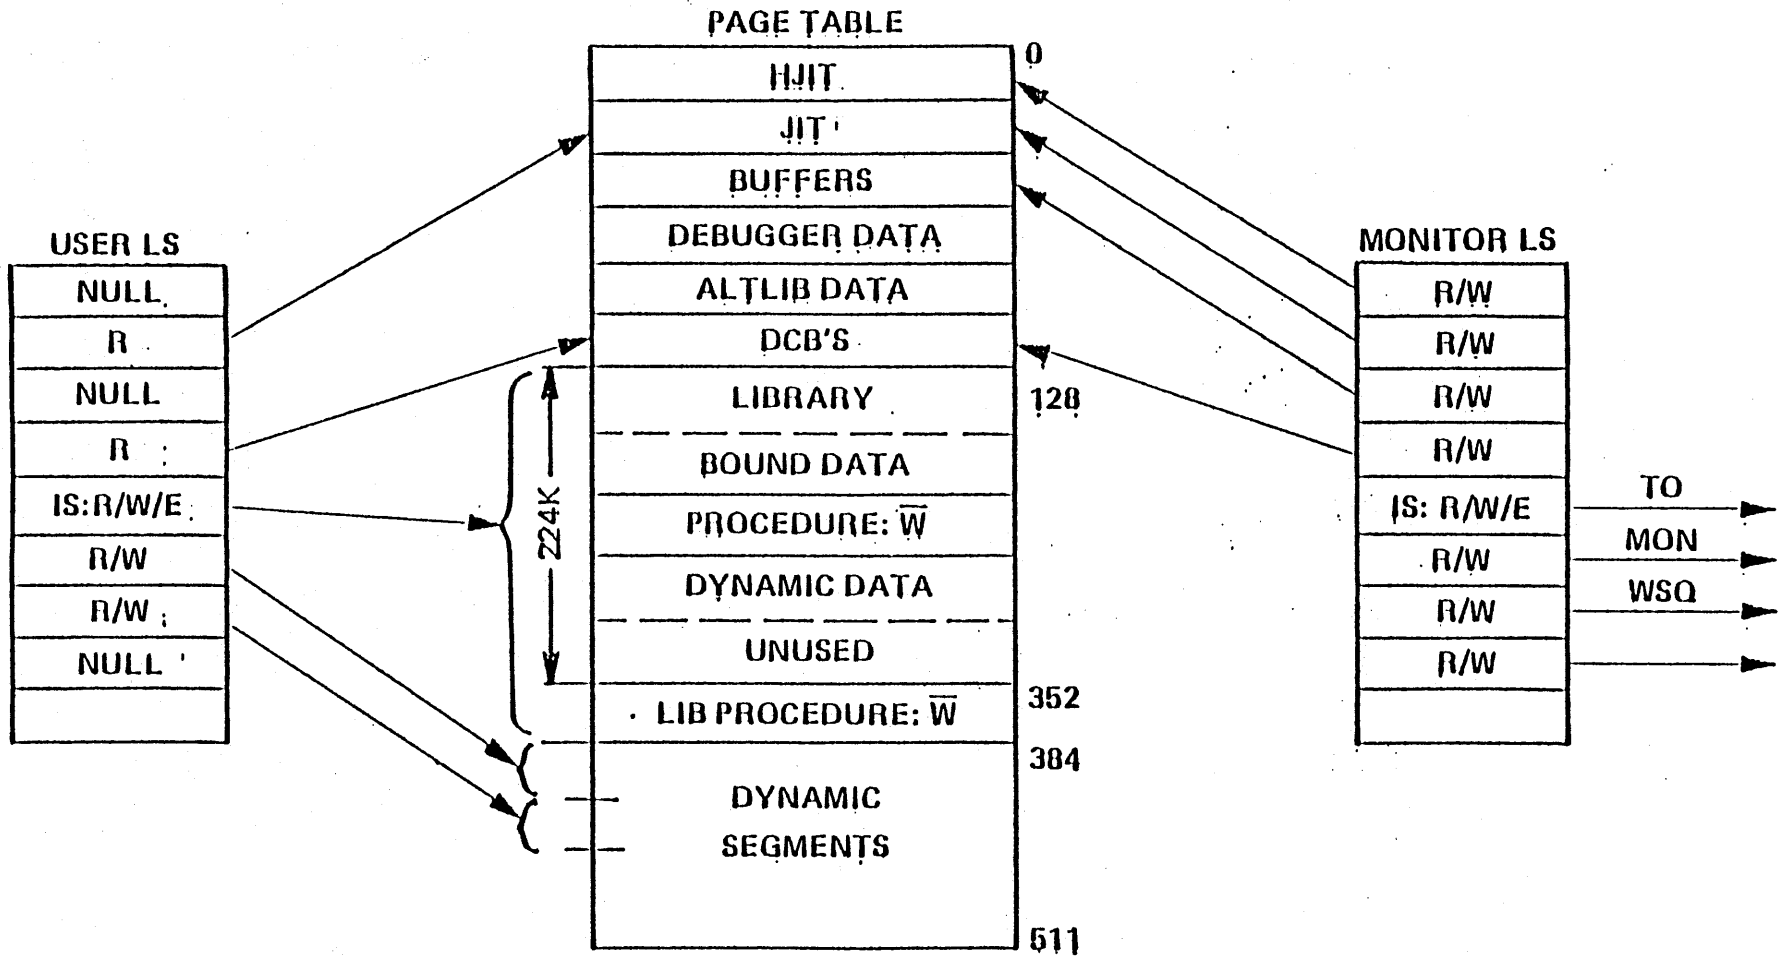 PAGE TABLE
0
HJIT
JIT
BUFFERS
DEBUGGER DATA
ALTLIB DATA
DCB'S
LIBRARY
128
BOUND DATA
PROCEDURE: W̅
DYNAMIC DATA
UNUSED
352
LIB PROCEDURE: W̅
384
DYNAMIC
SEGMENTS
511
224K
USER LS
NULL
R
NULL
R
IS:R/W/E
R/W
R/W
NULL
MONITOR LS
R/W
R/W
R/W
R/W
IS: R/W/E
R/W
R/W
R/W
TO
MON
WSQ